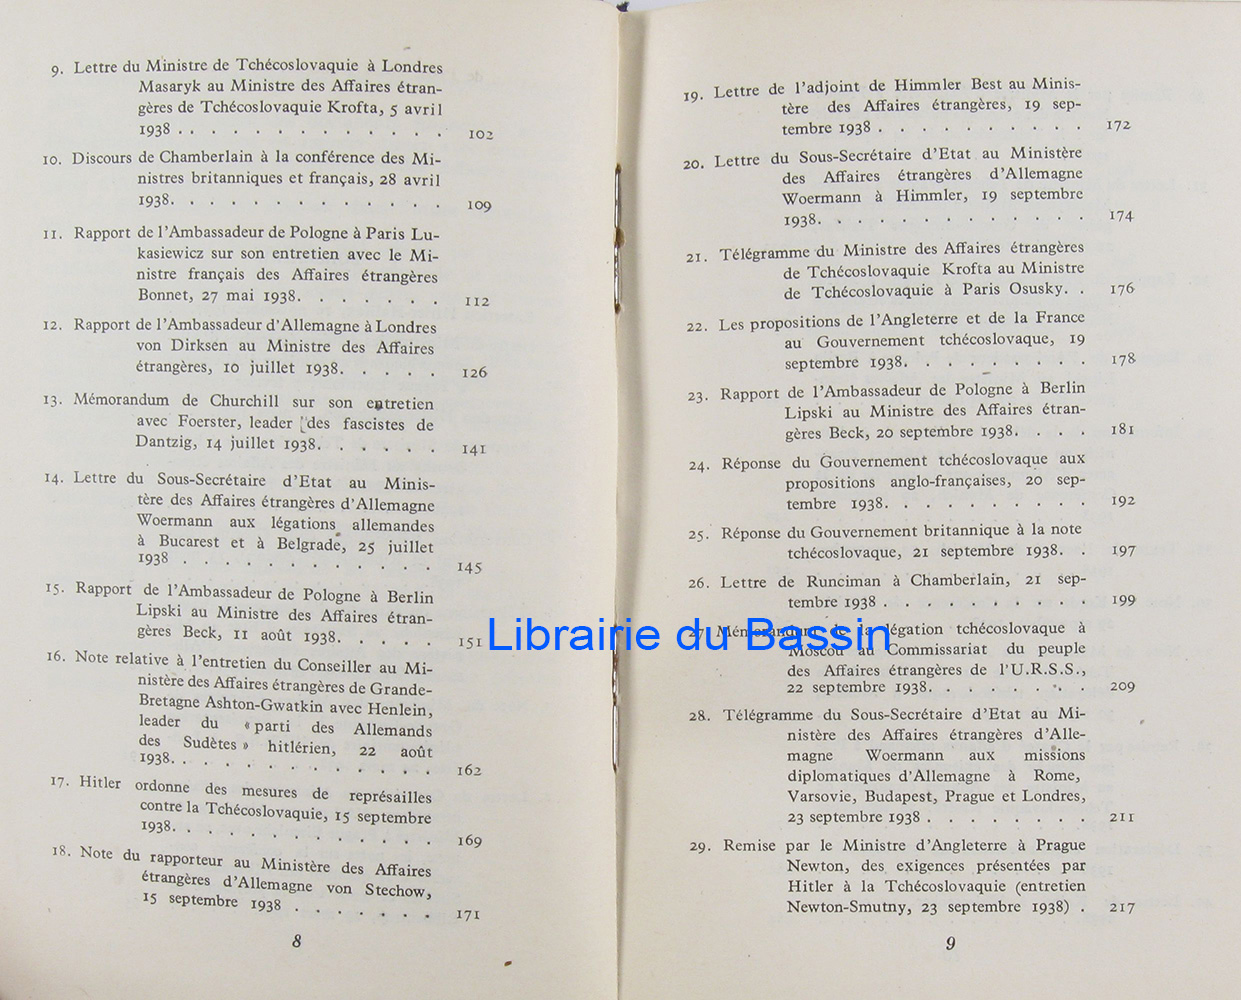 9. Lettre du Ministre de Tchécoslovaquie à Londres
Masaryk au Ministre des Affaires étran-
gères de Tchécoslovaquie Krofta, 5 avril
1938 . . . . . . . . . . . . . 102
10. Discours de Chamberlain à la conférence des Mi-
nistres britanniques et français, 28 avril
1938. . . . . . . . . . . . . . 109
11. Rapport de l'Ambassadeur de Pologne à Paris Lu-
kasiewicz sur son entretien avec le Mi-
nistre français des Affaires étrangères
Bonnet, 27 mai 1938. . . . . . . 112
12. Rapport de l'Ambassadeur d'Allemagne à Londres
von Dirksen au Ministre des Affaires
étrangères, 10 juillet 1938. . . . . 126
13. Mémorandum de Churchill sur son entretien
avec Foerster, leader des fascistes de
Dantzig, 14 juillet 1938. . . . . . 141
14. Lettre du Sous-Secrétaire d'Etat au Minis-
tère des Affaires étrangères d'Allemagne
Woermann aux légations allemandes
à Bucarest et à Belgrade, 25 juillet
1938 . . . . . . . . . . . . . 145
15. Rapport de l'Ambassadeur de Pologne à Berlin
Lipski au Ministre des Affaires étran-
gères Beck, 11 août 1938. . . . . 151
16. Note relative à l'entretien du Conseiller au Mi-
nistère des Affaires étrangères de Grande-
Bretagne Ashton-Gwatkin avec Henlein,
leader du « parti des Allemands
des Sudètes » hitlérien, 22 août
1938. . . . . . . . . . . . . . 162
17. Hitler ordonne des mesures de représailles
contre la Tchécoslovaquie, 15 septembre
1938. . . . . . . . . . . . . . 169
18. Note du rapporteur au Ministère des Affaires
étrangères d'Allemagne von Stechow,
15 septembre 1938 . . . . . . . 171
8
19. Lettre de l'adjoint de Himmler Best au Minis-
tère des Affaires étrangères, 19 sep-
tembre 1938 . . . . . . . . . . 172
20. Lettre du Sous-Secrétaire d'Etat au Ministère
des Affaires étrangères d'Allemagne
Woermann à Himmler, 19 septembre
1938. . . . . . . . . . . . . . 174
21. Télégramme du Ministre des Affaires étrangères
de Tchécoslovaquie Krofta au Ministre
de Tchécoslovaquie à Paris Osusky. . 176
22. Les propositions de l'Angleterre et de la France
au Gouvernement tchécoslovaque, 19
septembre 1938. . . . . . . . . 178
23. Rapport de l'Ambassadeur de Pologne à Berlin
Lipski au Ministre des Affaires étran-
gères Beck, 20 septembre 1938. . . . 181
24. Réponse du Gouvernement tchécoslovaque aux
propositions anglo-françaises, 20 sep-
tembre 1938. . . . . . . . . . 192
25. Réponse du Gouvernement britannique à la note
tchécoslovaque, 21 septembre 1938. . 197
26. Lettre de Runciman à Chamberlain, 21 sep-
tembre 1938 . . . . . . . . . . 199
27. Mémorandum de la légation tchécoslovaque à
Moscou au Commissariat du peuple
des Affaires étrangères de l'U.R.S.S.,
22 septembre 1938. . . . . . . . 209
28. Télégramme du Sous-Secrétaire d'Etat au Mi-
nistère des Affaires étrangères d'Alle-
magne Woermann aux missions
diplomatiques d'Allemagne à Rome,
Varsovie, Budapest, Prague et Londres,
23 septembre 1938 . . . . . . . . 211
29. Remise par le Ministre d'Angleterre à Prague
Newton, des exigences présentées par
Hitler à la Tchécoslovaquie (entretien
Newton-Smutny, 23 septembre 1938) . 217
9
Librairie du Bassin